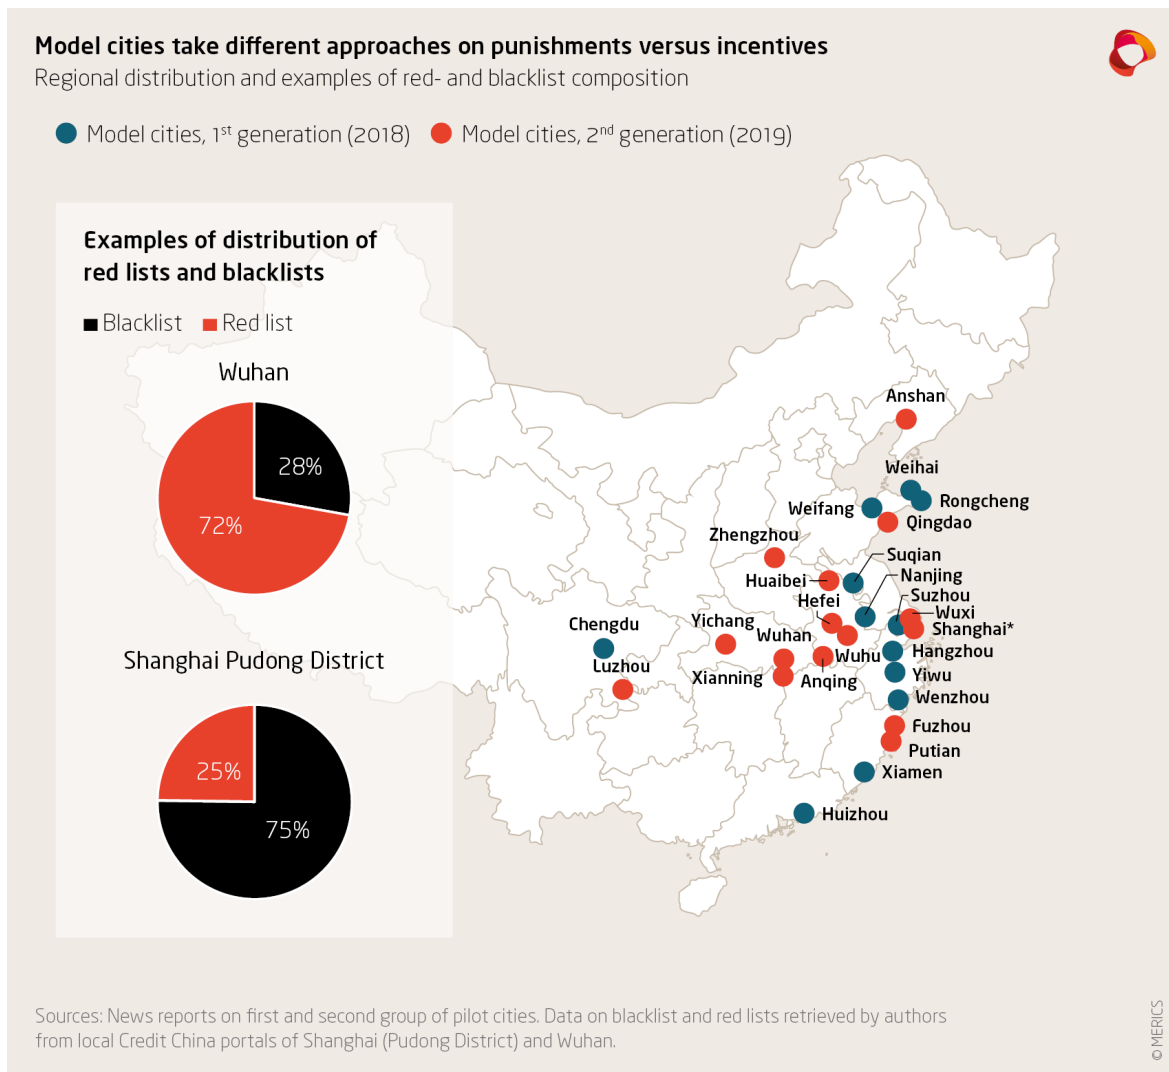 Model cities take different approaches on punishments versus incentives
Regional distribution and examples of red- and blacklist composition
Model cities, 1st generation (2018)
Model cities, 2nd generation (2019)
Examples of distribution of
red lists and blacklists
Blacklist
Red list
Wuhan
28%
72%
Shanghai Pudong District
25%
75%
Anshan
Weihai
Rongcheng
Weifang
Qingdao
Zhengzhou
Suqian
Huaibei
Nanjing
Suzhou
Hefei
Wuxi
Shanghai*
Chengdu
Yichang
Wuhan
Wuhu
Hangzhou
Luzhou
Xianning
Anqing
Yiwu
Wenzhou
Fuzhou
Putian
Xiamen
Huizhou
Sources: News reports on first and second group of pilot cities. Data on blacklist and red lists retrieved by authors
from local Credit China portals of Shanghai (Pudong District) and Wuhan.
© MERICS